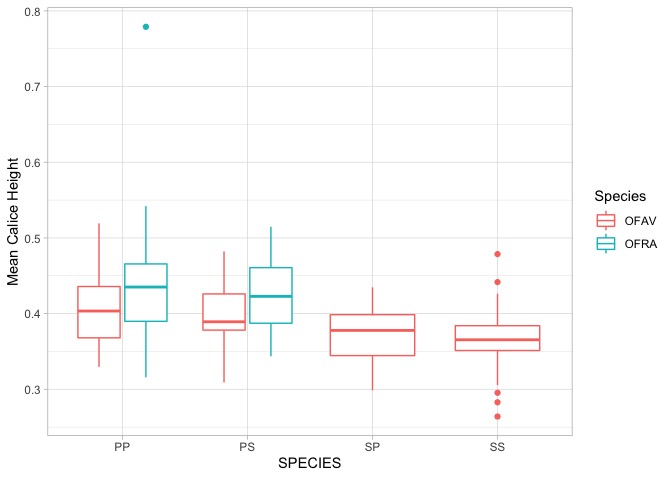 0.8
0.7
0.6
0.5
0.4
0.3
Mean Calice Height
PP PS SP SS
SPECIES
Species
OFAV
OFRA